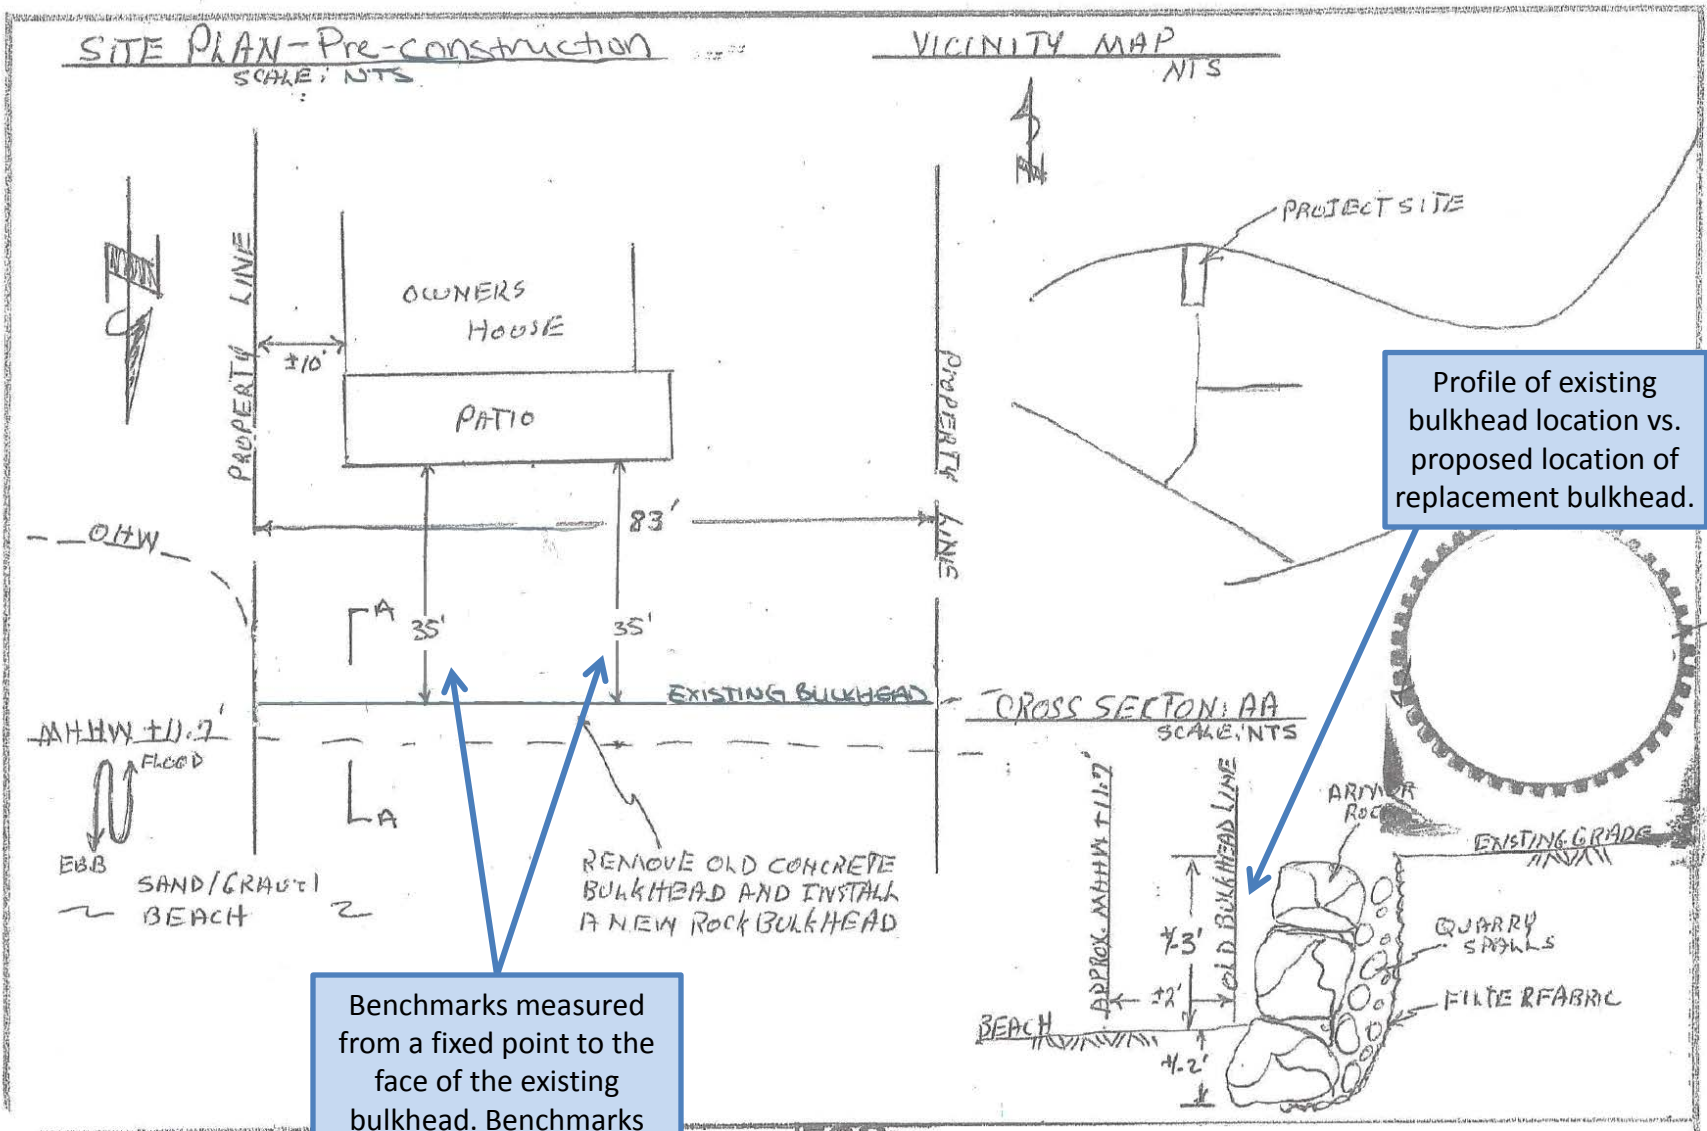 SITE PLAN-Pre-construction
SCALE: NTS
VICINITY MAP
NTS
N
N
PROJECT SITE
PROPERTY LINE
OWNERS
HOUSE
±10'
PATIO
PROPERTY LINE
83'
OHW
A
35'
35'
EXISTING BULKHEAD
MHHW +11.7'
FLOOD
EBB
A
SAND/GRAVEL
BEACH
REMOVE OLD CONCRETE
BULKHEAD AND INSTALL
A NEW ROCK BULKHEAD
Profile of existing
bulkhead location vs.
proposed location of
replacement bulkhead.
CROSS SECTON: AA
SCALE: NTS
APPROX. MHHW +11.7'
OLD BULKHEAD LINE
ARMOR
ROC
EXISTING GRADE
+/-3'
±2'
QUARRY
SPALLS
FILTERFABRIC
BEACH
+/-2'
Benchmarks measured
from a fixed point to the
face of the existing
bulkhead. Benchmarks